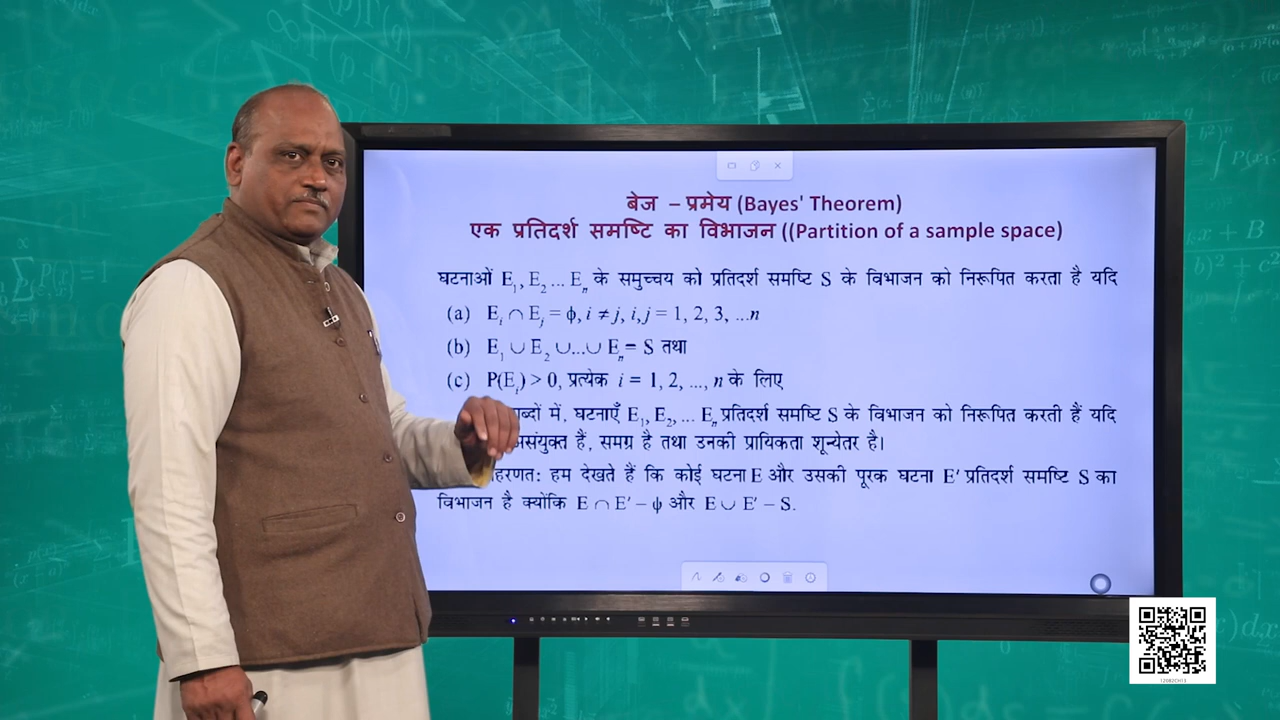 बेज – प्रमेय (Bayes' Theorem)
एक प्रतिदर्श समष्टि का विभाजन ((Partition of a sample space)
घटनाओं E₁, E₂ ... Eₙ के समुच्चय को प्रतिदर्श समष्टि S के विभाजन को निरूपित करता है यदि
(a) Eᵢ ∩ Eⱼ = ϕ, i ≠ j, i, j = 1, 2, 3, ...n
(b) E₁ ∪ E₂ ∪...∪ Eₙ = S तथा
(c) P(Eᵢ) > 0, प्रत्येक i = 1, 2, ..., n के लिए
घटनाएँ E₁, E₂, ... Eₙ प्रतिदर्श समष्टि S के विभाजन को निरूपित करती हैं यदि
हैं, समग्र है तथा उनकी प्रायिकता शून्येतर है।
हम देखते हैं कि कोई घटना E और उसकी पूरक घटना E′ प्रतिदर्श समष्टि S का
विभाजन है क्योंकि E ∩ E′ – ϕ और E ∪ E′ – S.
12082CH13